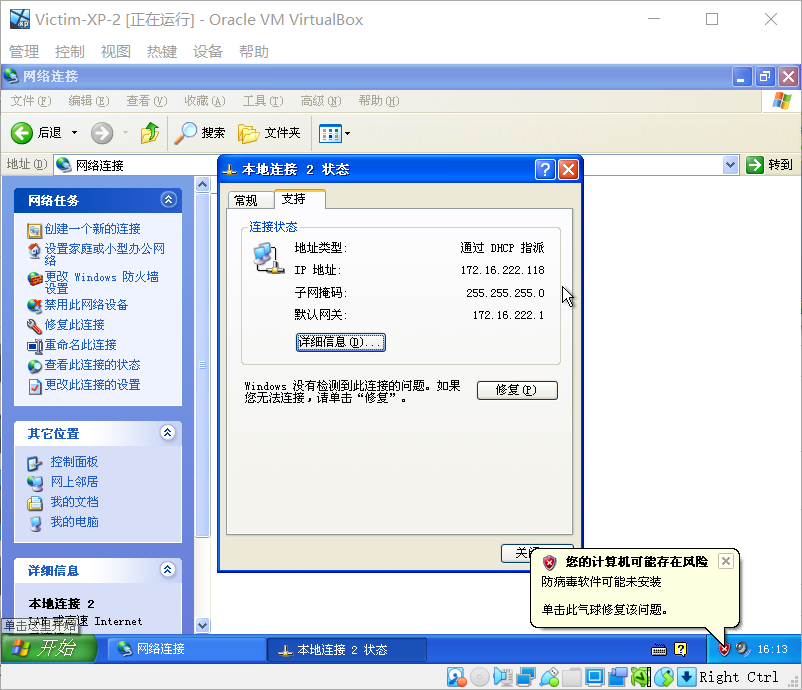 Victim-XP-2 [正在运行] - Oracle VM VirtualBox
管理 控制 视图 热键 设备 帮助
网络连接
文件(F) 编辑(E) 查看(V) 收藏(A) 工具(T) 高级(N) 帮助(H)
后退 搜索 文件夹
地址(D) 网络连接 转到
网络任务
创建一个新的连接
设置家庭或小型办公网
络
更改 Windows 防火墙
设置
禁用此网络设备
修复此连接
重命名此连接
查看此连接的状态
更改此连接的设置
其它位置
控制面板
网上邻居
我的文档
我的电脑
详细信息
本地连接 2
LAN 或高速 Internet
单击这里开始
本地连接 2 状态
常规 支持
连接状态
地址类型: 通过 DHCP 指派
IP 地址: 172.16.222.118
子网掩码: 255.255.255.0
默认网关: 172.16.222.1
详细信息(D)...
Windows 没有检测到此连接的问题。如果
您无法连接，请单击“修复”。
修复(P)
您的计算机可能存在风险
防病毒软件可能未安装
单击此气球修复该问题。
开始 网络连接 本地连接 2 状态 16:13
Right Ctrl